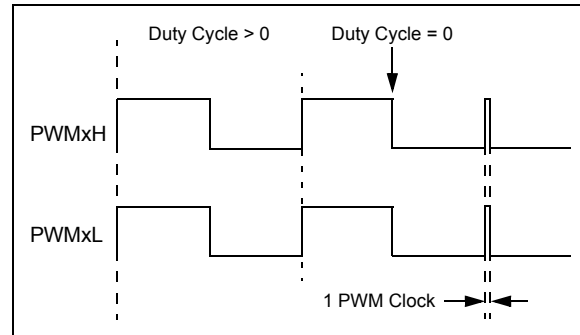 Duty Cycle > 0 Duty Cycle = 0
PWMxH
PWMxL
1 PWM Clock